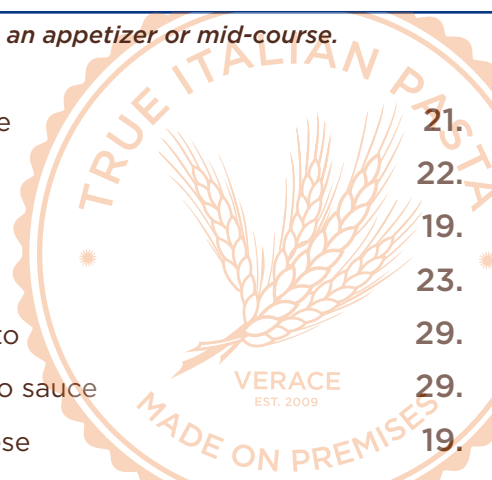 an appetizer or mid-course.
TRUE ITALIAN PASTA
e 21.
22.
19.
23.
to 29.
o sauce 29.
VERACE
EST. 2009
se 19.
MADE ON PREMISES